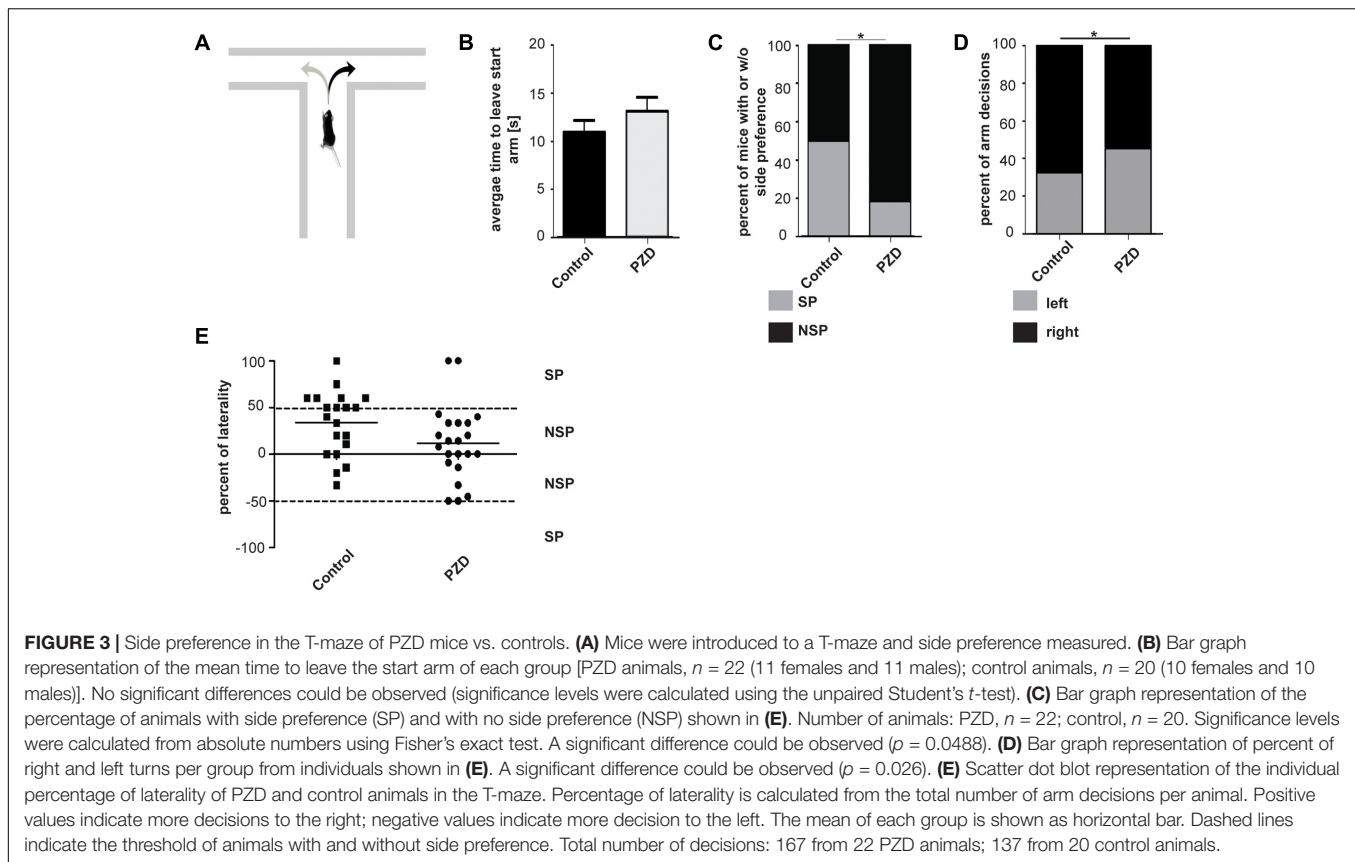 A
B
C
D
avergae time to leave start
arm [s]
20
15
10
5
0
Control
PZD
percent of mice with or w/o
side preference
100
80
60
40
20
0
*
Control
PZD
SP
NSP
percent of arm decisions
100
80
60
40
20
0
*
Control
PZD
left
right
E
percent of laterality
100
50
0
-50
-100
SP
NSP
NSP
SP
Control
PZD
FIGURE 3 | Side preference in the T-maze of PZD mice vs. controls. (A) Mice were introduced to a T-maze and side preference measured. (B) Bar graph
representation of the mean time to leave the start arm of each group [PZD animals, n = 22 (11 females and 11 males); control animals, n = 20 (10 females and 10
males)]. No significant differences could be observed (significance levels were calculated using the unpaired Student's t-test). (C) Bar graph representation of the
percentage of animals with side preference (SP) and with no side preference (NSP) shown in (E). Number of animals: PZD, n = 22; control, n = 20. Significance levels
were calculated from absolute numbers using Fisher's exact test. A significant difference could be observed (p = 0.0488). (D) Bar graph representation of percent of
right and left turns per group from individuals shown in (E). A significant difference could be observed (p = 0.026). (E) Scatter dot blot representation of the individual
percentage of laterality of PZD and control animals in the T-maze. Percentage of laterality is calculated from the total number of arm decisions per animal. Positive
values indicate more decisions to the right; negative values indicate more decision to the left. The mean of each group is shown as horizontal bar. Dashed lines
indicate the threshold of animals with and without side preference. Total number of decisions: 167 from 22 PZD animals; 137 from 20 control animals.